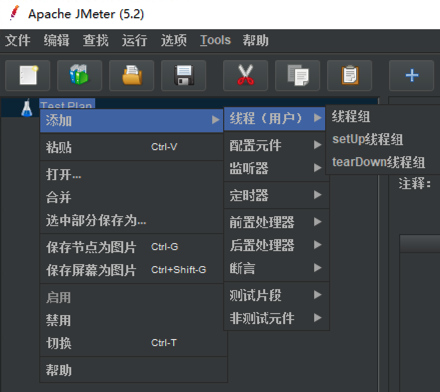 Apache JMeter (5.2)
文件 编辑 查找 运行 选项 Tools 帮助
Test Plan
添加
粘贴 Ctrl-V
打开...
合并
选中部分保存为...
保存节点为图片 Ctrl-G
保存屏幕为图片 Ctrl+Shift-G
启用
禁用
切换 Ctrl-T
帮助
线程（用户）
配置元件
监听器
定时器
前置处理器
后置处理器
断言
测试片段
非测试元件
线程组
setUp线程组
tearDown线程组
注释: